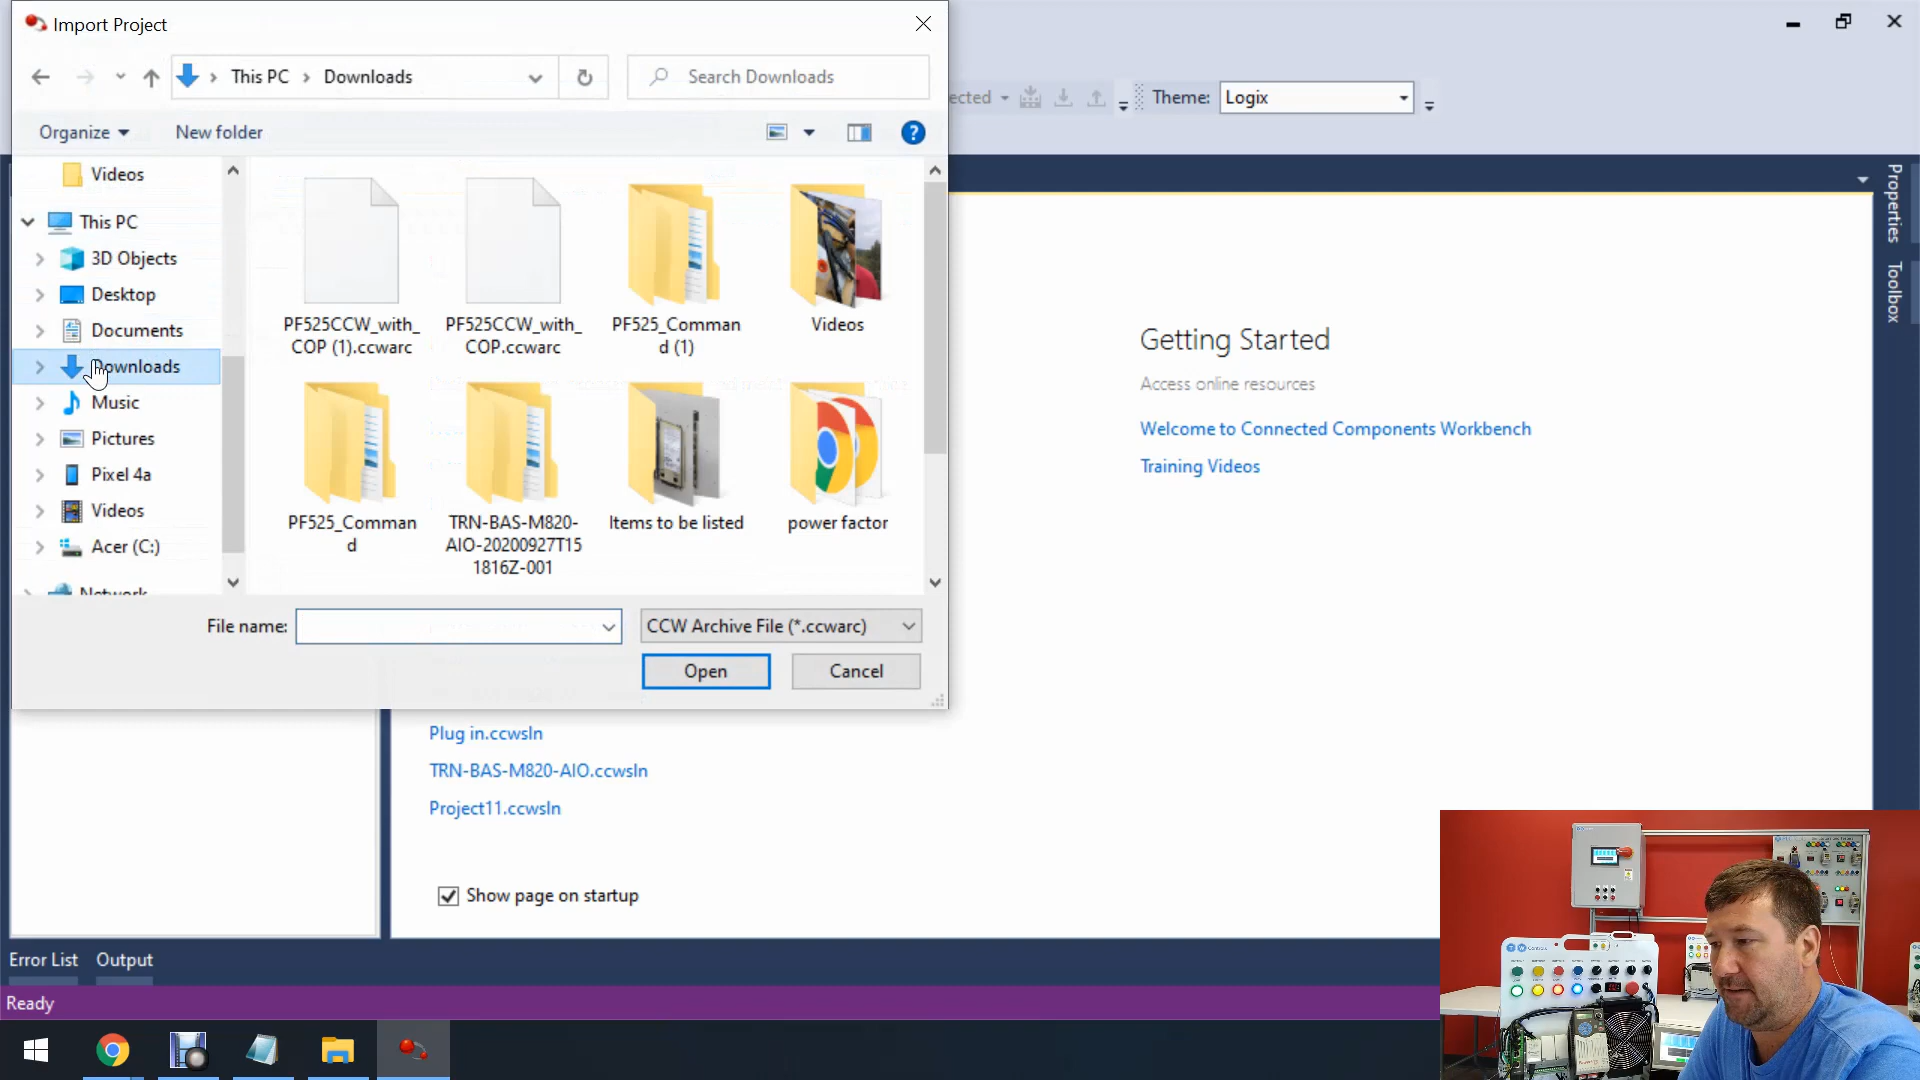 Import Project
This PC
Downloads
Search Downloads
ected
Theme:
Logix
Organize
New folder
Videos
This PC
3D Objects
Desktop
Documents
Downloads
Music
Pictures
Pixel 4a
Videos
Acer (C:)
Network
PF525CCW_with_
COP (1).ccwarc
PF525CCW_with_
COP.ccwarc
PF525_Comman
d (1)
Videos
PF525_Comman
d
TRN-BAS-M820-
AIO-20200927T15
1816Z-001
Items to be listed
power factor
File name:
CCW Archive File (*.ccwarc)
Open
Cancel
Properties
Toolbox
Getting Started
Access online resources
Welcome to Connected Components Workbench
Training Videos
Plug in.ccwsln
TRN-BAS-M820-AIO.ccwsln
Project11.ccwsln
Show page on startup
Error List
Output
Ready